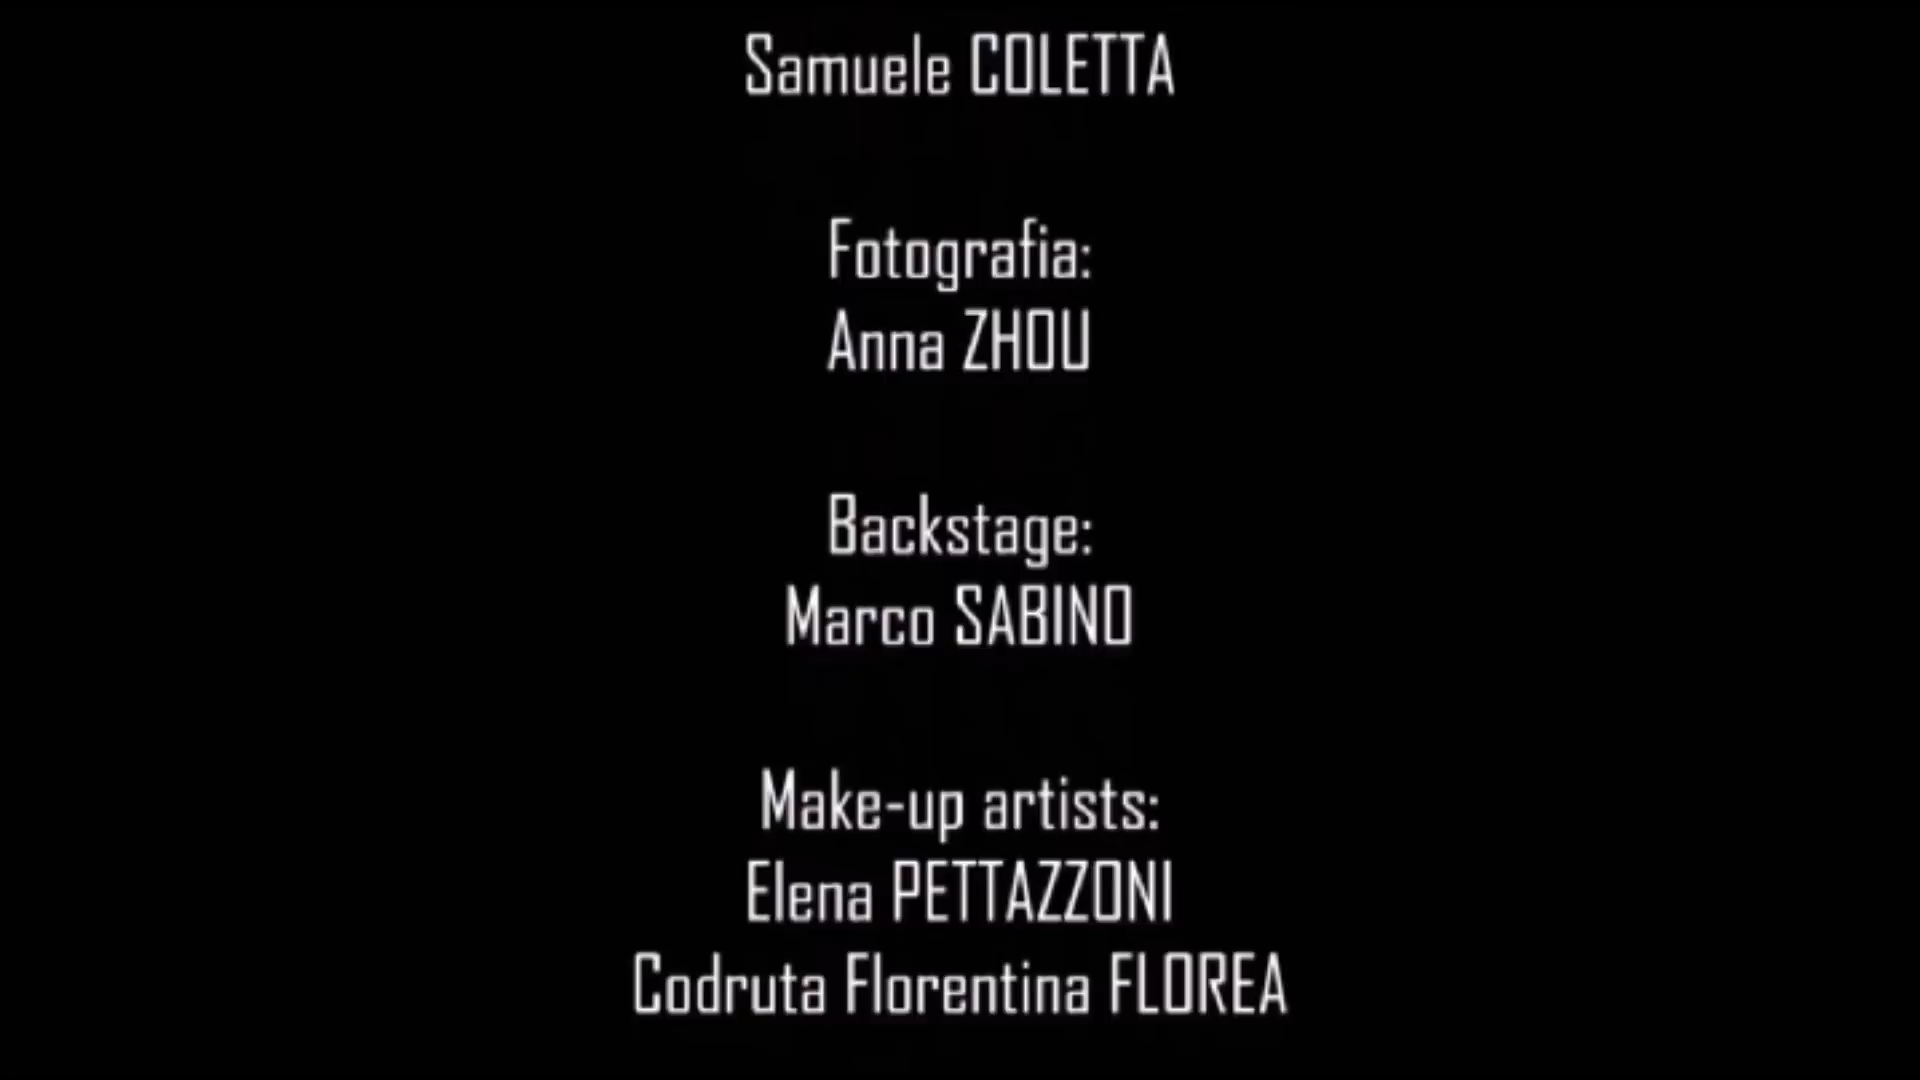 Samuele COLETTA
Fotografia:
Anna ZHOU
Backstage:
Marco SABINO
Make-up artists:
Elena PETTAZZONI
Codruta Florentina FLOREA